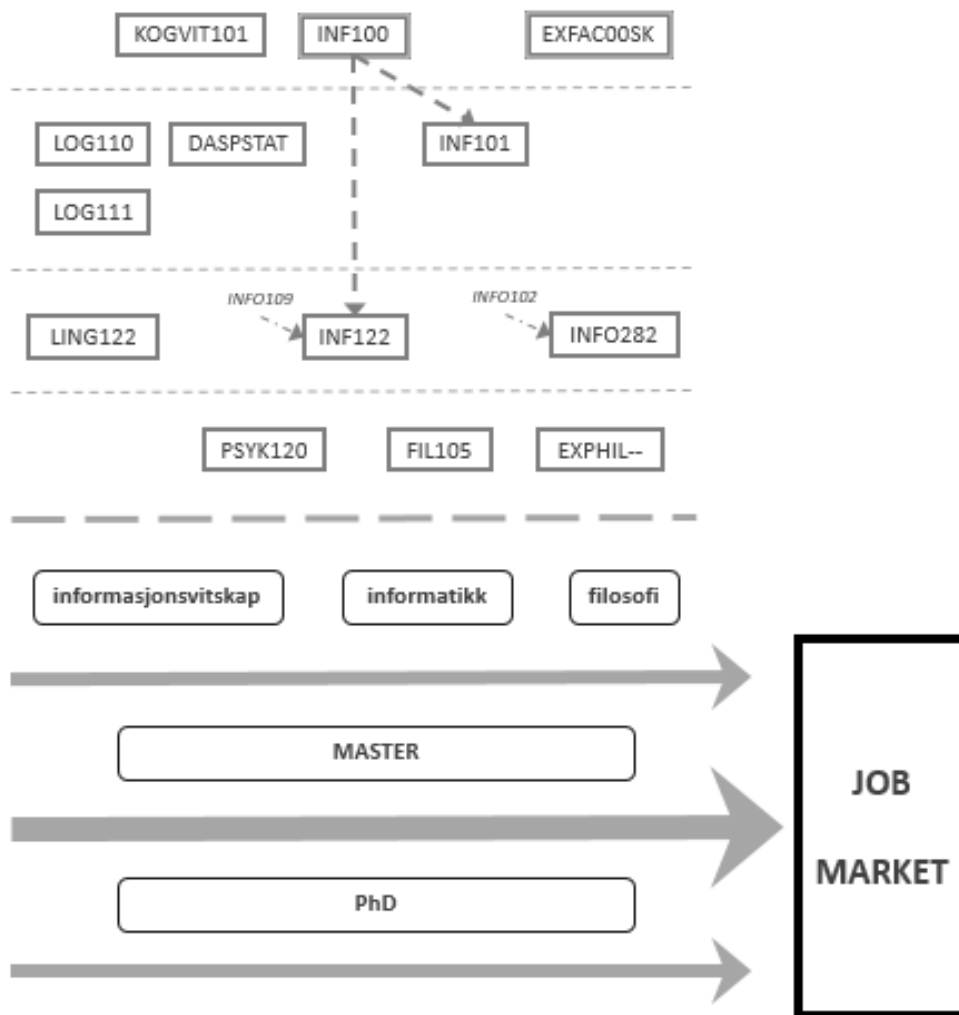 KOGVIT101 INF100 EXFAC00SK
LOG110 DASPSTAT INF101
LOG111
INFO109 INFO102
LING122 INF122 INFO282
PSYK120 FIL105 EXPHIL--
informasjonsvitskap informatikk filosofi
MASTER
PhD
JOB
MARKET